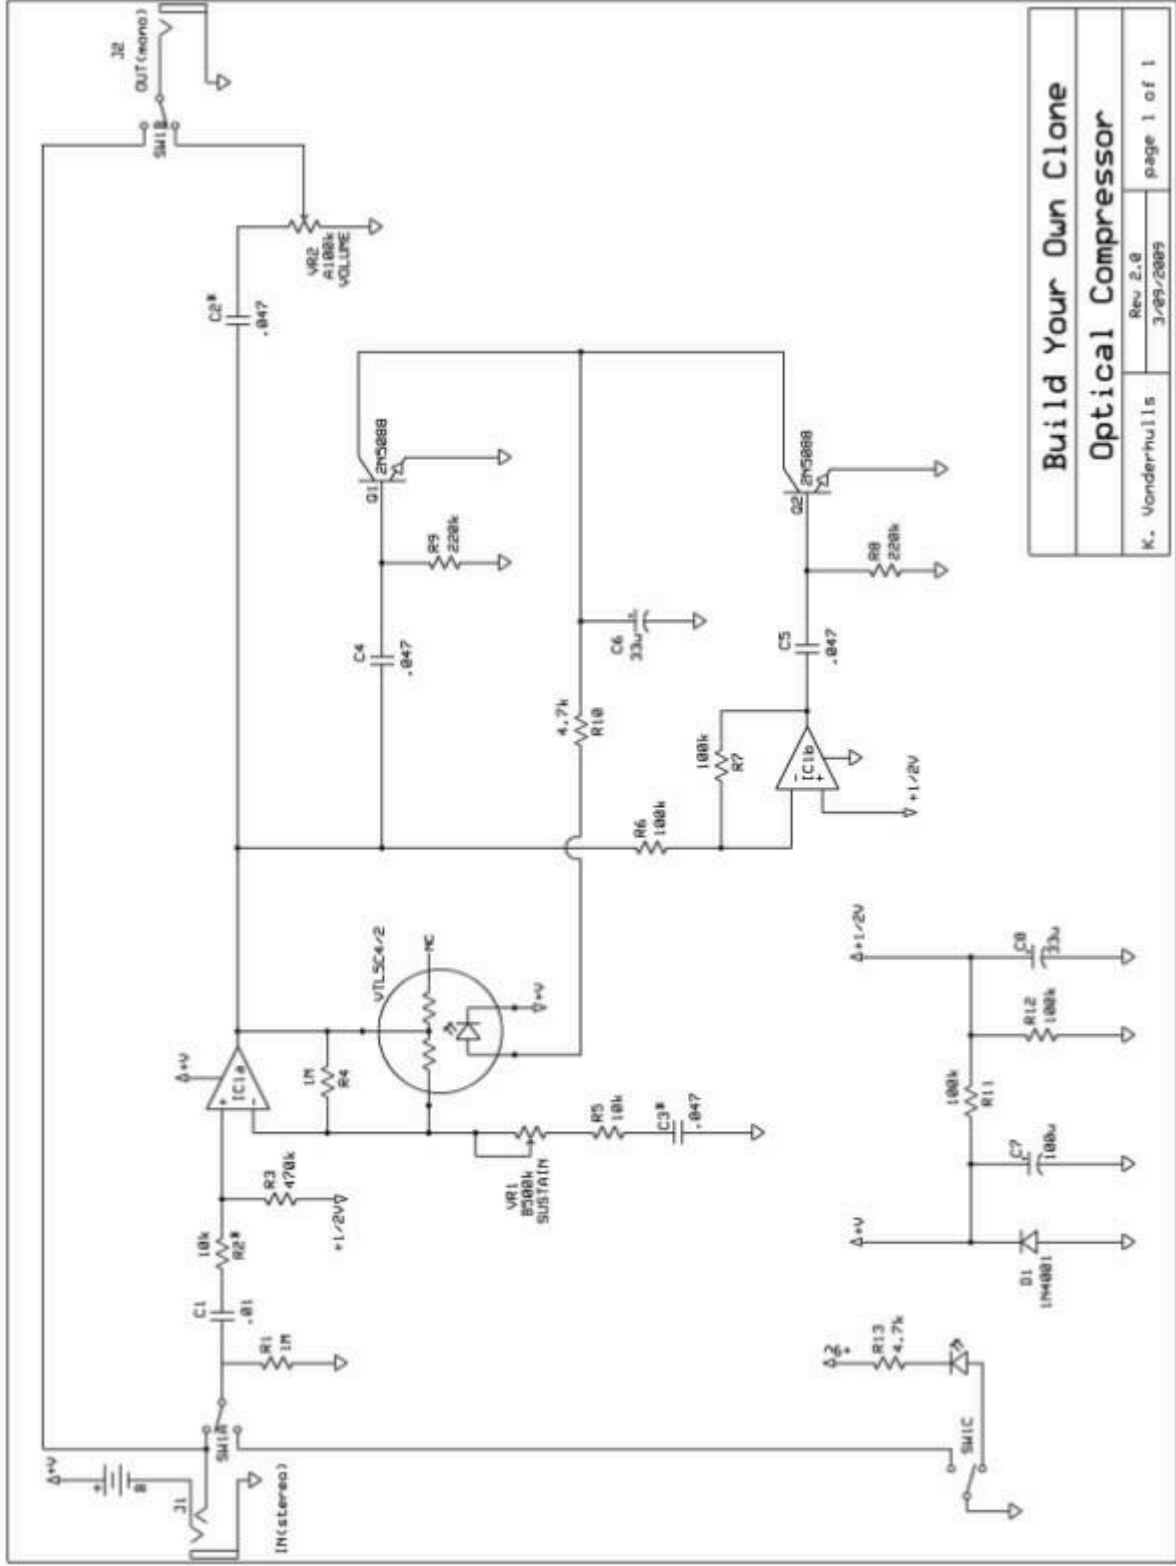 J1
IN(stereo)
+V
+
B
SW1A
R1
1M
C1
.01
10k
R2*
R3
470k
+1/2V
+V
IC1a
+
-
1M
R4
VTL5C4/2
NC
+V
VR1
B500k
SUSTAIN
R5
10k
C3*
.047
C2*
.047
VR2
A100k
VOLUME
SW1B
J2
OUT(mono)
C4
.047
R9
220k
Q1
2N5088
4.7k
R10
C6
33u
R6
100k
100k
R7
IC1b
-
+
+1/2V
C5
.047
R8
220k
Q2
2N5088
R13
4.7k
SW1C
+V
D1
1N4001
C7
100u
100k
R11
R12
100k
+1/2V
C8
33u
Build Your Own Clone
Optical Compressor
K. Vonderhulls
Rev 2.0
3/09/2009
page 1 of 1